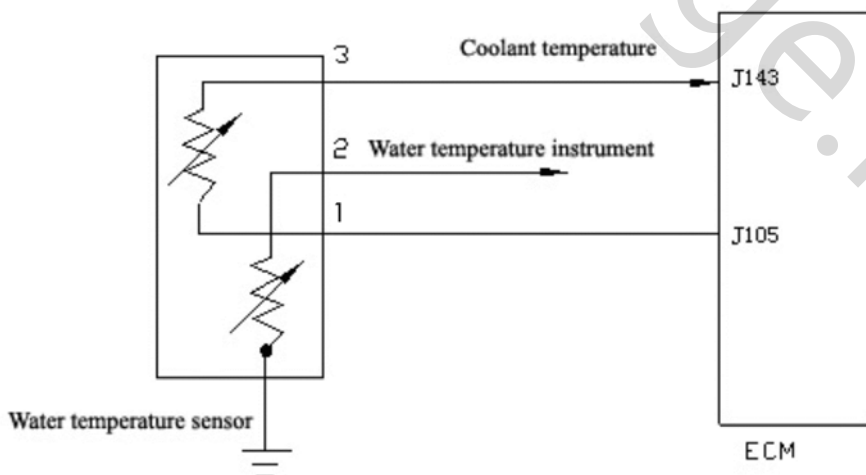 3
Coolant temperature
J143
2
Water temperature instrument
1
J105
Water temperature sensor
ECM